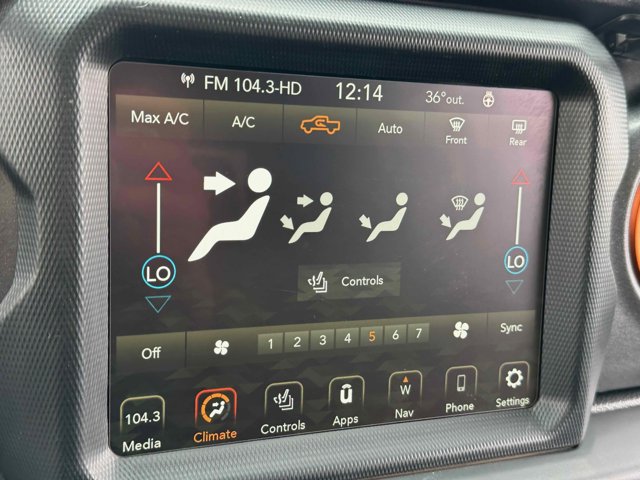 FM 104.3-HD 12:14 36°out.
Max A/C A/C Auto Front Rear
LO LO
Controls
Off 1 2 3 4 5 6 7 Sync
104.3 W
Media Climate Controls Apps Nav Phone Settings